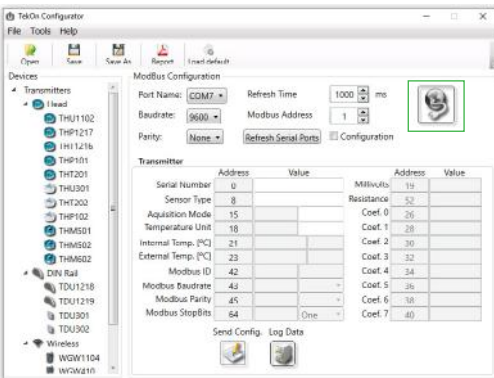 TekOn Configurator
File Tools Help
Open Save Save As Report Load default
Devices
Transmitters
Head
THU1102
THP1217
THT1216
THP101
THT201
THU301
THT202
THP102
THM501
THM502
THM602
DIN Rail
TDU1218
TDU1219
TDU301
TDU302
Wireless
WGW1104
WGW410
ModBus Configuration
Port Name: COM7 Refresh Time 1000 ms
Baudrate: 9600 Modbus Address 1
Parity: None Refresh Serial Ports Configuration
Transmitter
Address Value Address Value
Serial Number 0 Millivolts 19
Sensor Type 8 Resistance 52
Aquisition Mode 15 Coef. 0 26
Temperature Unit 18 Coef. 1 28
Internal Temp. [ºC] 21 Coef. 2 30
External Temp. [ºC] 23 Coef. 3 32
Modbus ID 42 Coef. 4 34
Modbus Baudrate 43 Coef. 5 36
Modbus Parity 45 Coef. 6 38
Modbus StopBits 64 One Coef. 7 40
Send Config. Log Data